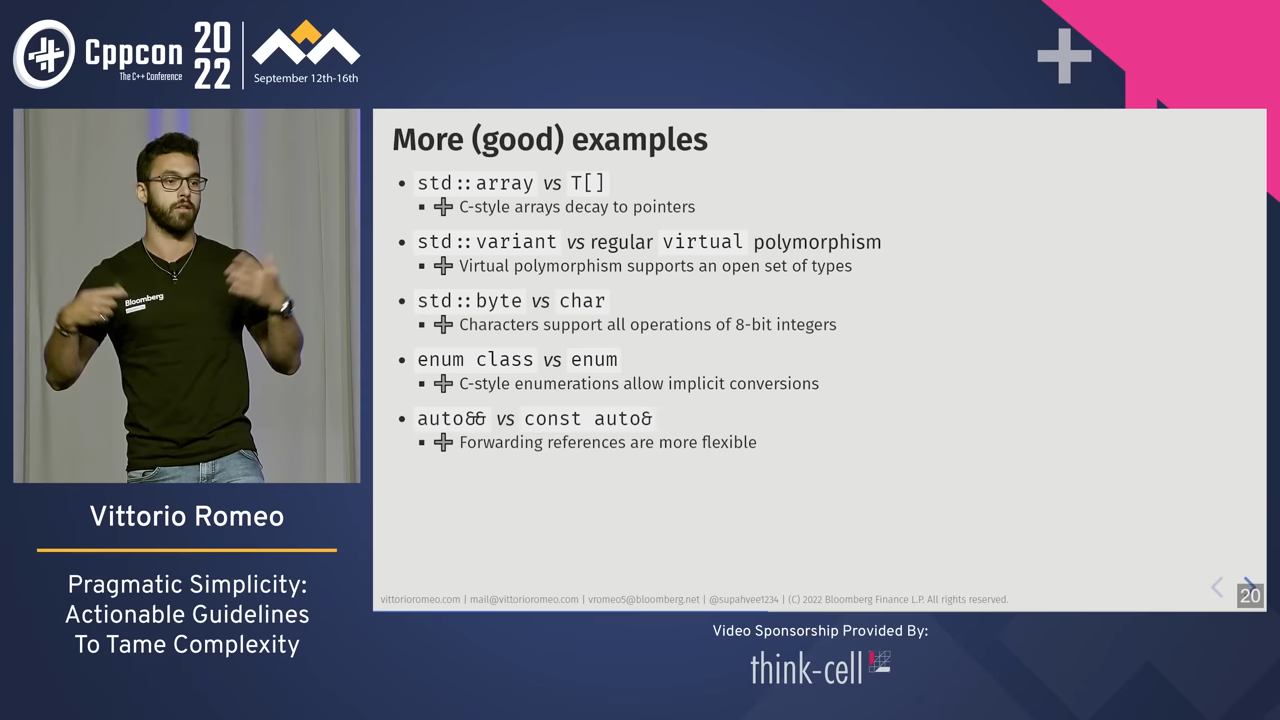 Cppcon
The C++ Conference
20
22
September 12th-16th
More (good) examples
• std::array vs T[]
▪ ➕ C-style arrays decay to pointers
• std::variant vs regular virtual polymorphism
▪ ➕ Virtual polymorphism supports an open set of types
• std::byte vs char
▪ ➕ Characters support all operations of 8-bit integers
• enum class vs enum
▪ ➕ C-style enumerations allow implicit conversions
• auto&& vs const auto&
▪ ➕ Forwarding references are more flexible
vittorioromeo.com | mail@vittorioromeo.com | vromeo5@bloomberg.net | @supahvee1234 | (C) 2022 Bloomberg Finance L.P. All rights reserved.
20
Bloomberg
Vittorio Romeo
Pragmatic Simplicity:
Actionable Guidelines
To Tame Complexity
Video Sponsorship Provided By:
think-cell